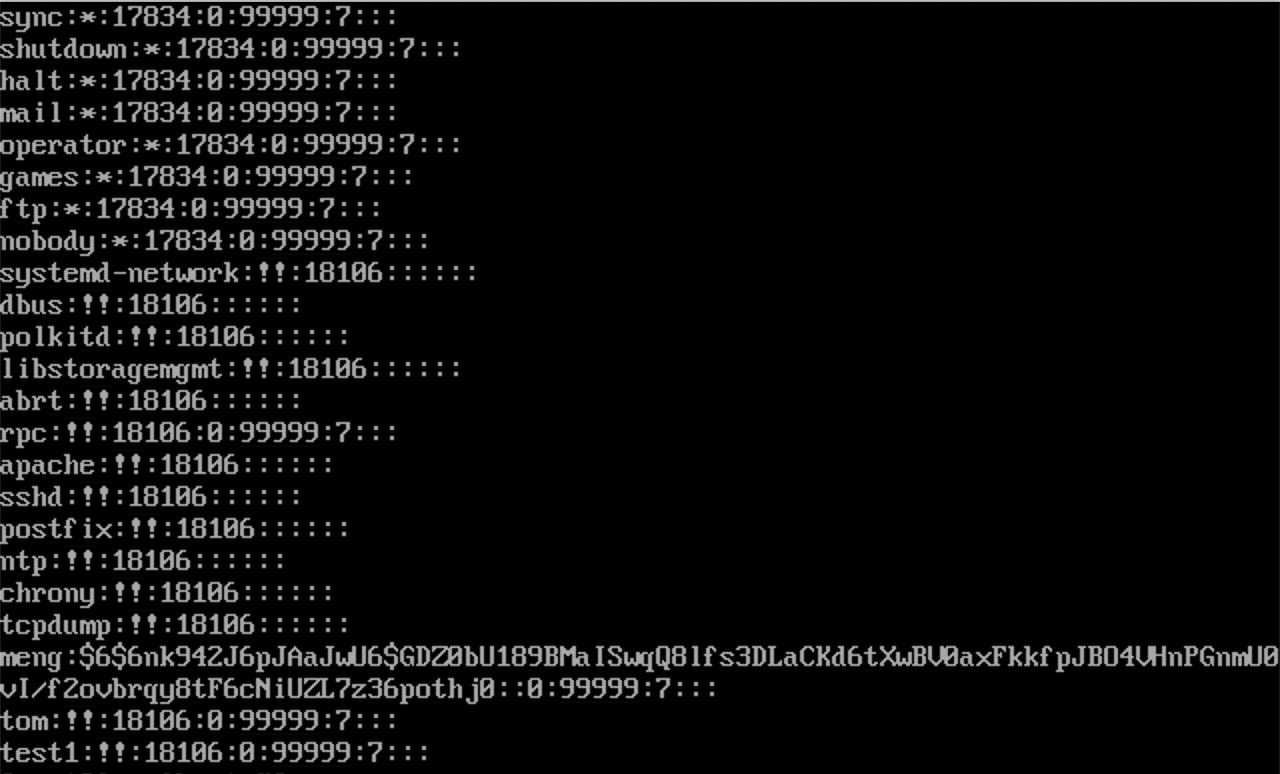 sync:*:17834:0:99999:7:::
shutdown:*:17834:0:99999:7:::
halt:*:17834:0:99999:7:::
mail:*:17834:0:99999:7:::
operator:*:17834:0:99999:7:::
games:*:17834:0:99999:7:::
ftp:*:17834:0:99999:7:::
nobody:*:17834:0:99999:7:::
systemd-network:!!:18106::::::
dbus:!!:18106::::::
polkitd:!!:18106::::::
libstoragemgmt:!!:18106::::::
abrt:!!:18106::::::
rpc:!!:18106:0:99999:7:::
apache:!!:18106::::::
sshd:!!:18106::::::
postfix:!!:18106::::::
ntp:!!:18106::::::
chrony:!!:18106::::::
tcpdump:!!:18106::::::
meng:$6$6nk942J6pJAaJwU6$GDZ0bU189BMaISwqQ8lfs3DLaCKd6tXwBV0axFkkfpJBO4VHnPGnmU0
vI/f2ovbrqy8tF6cNiUZL7z36pothj0::0:99999:7:::
tom:!!:18106:0:99999:7:::
test1:!!:18106:0:99999:7:::